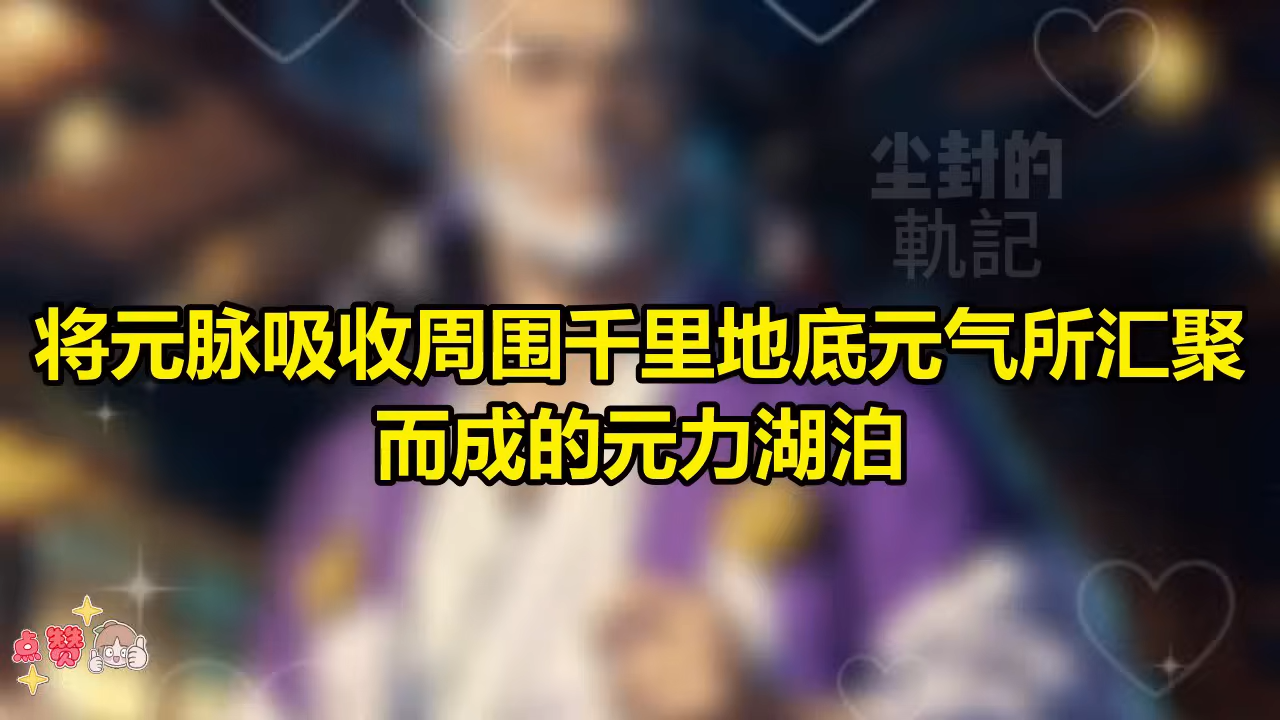 尘封的
軌記
将元脉吸收周围千里地底元气所汇聚
而成的元力湖泊
点赞